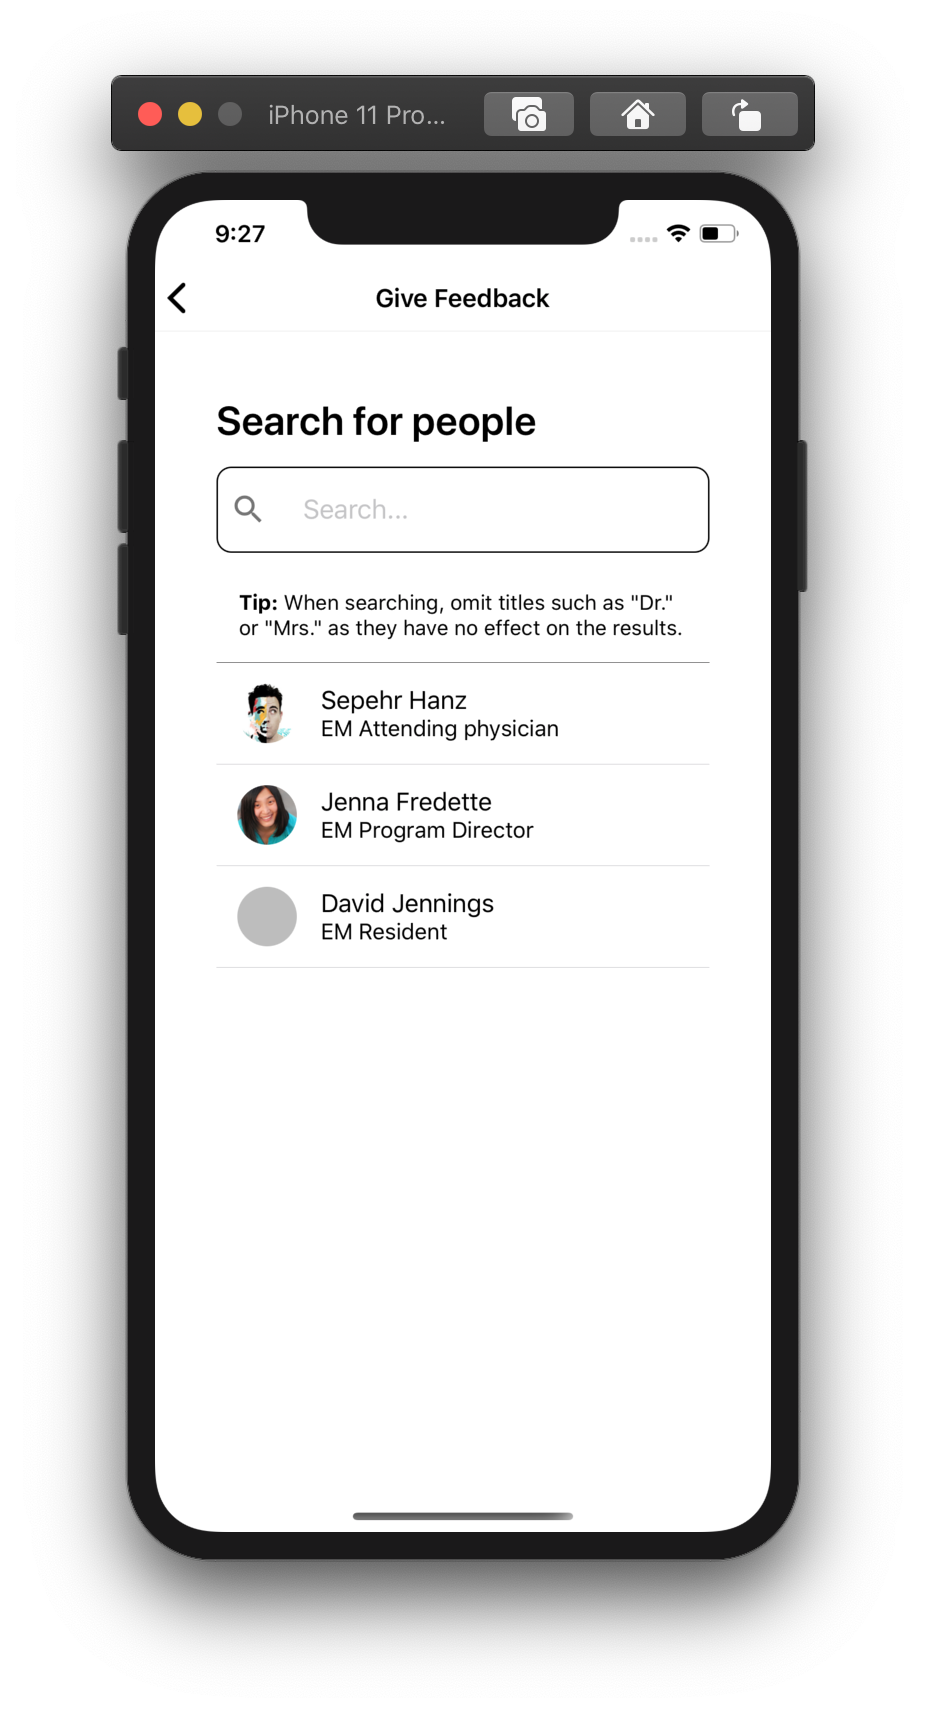 iPhone 11 Pro...
9:27
Give Feedback
Search for people
Search...
Tip: When searching, omit titles such as "Dr."
or "Mrs." as they have no effect on the results.
Sepehr Hanz
EM Attending physician
Jenna Fredette
EM Program Director
David Jennings
EM Resident